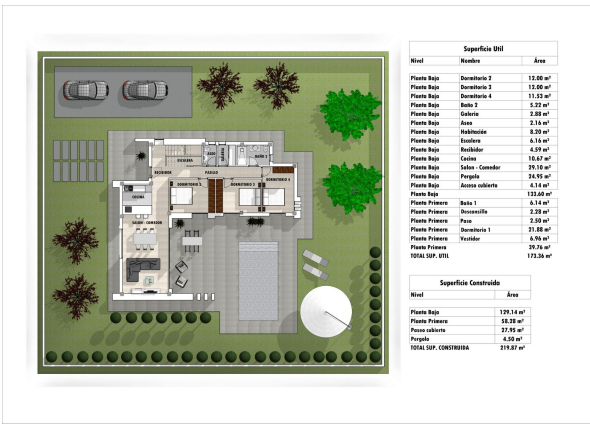 Superficie Util
Nivel Nombre Área
Planta Baja Dormitorio 2 12.00 m²
Planta Baja Dormitorio 3 12.00 m²
Planta Baja Dormitorio 4 11.53 m²
Planta Baja Baño 2 5.22 m²
Planta Baja Galeria 2.88 m²
Planta Baja Aseo 2.16 m²
Planta Baja Habitación 8.20 m²
Planta Baja Escalera 6.16 m²
Planta Baja Recibidor 4.59 m²
Planta Baja Cocina 10.67 m²
Planta Baja Salon - Comedor 29.10 m²
Planta Baja Pergola 24.95 m²
Planta Baja Acceso cubierto 4.14 m²
Planta Baja 133.60 m²
Planta Primera Baño 1 6.14 m²
Planta Primera Descansillo 2.28 m²
Planta Primera Paso 2.50 m²
Planta Primera Dormitorio 1 21.88 m²
Planta Primera Vestidor 6.96 m²
Planta Primera 39.76 m²
TOTAL SUP. UTIL 173.36 m²
Superficie Construida
Nivel Área
Planta Baja 129.14 m²
Planta Primera 58.28 m²
Paseo cubierto 27.95 m²
Pergola 4.50 m²
TOTAL SUP. CONSTRUIDA 219.87 m²
ESCALERA
ASEO
BAÑO 2
RECIBIDOR
PASILLO
DORMITORIO 4
DORMITORIO 2
DORMITORIO 3
COCINA
SALON - COMEDOR